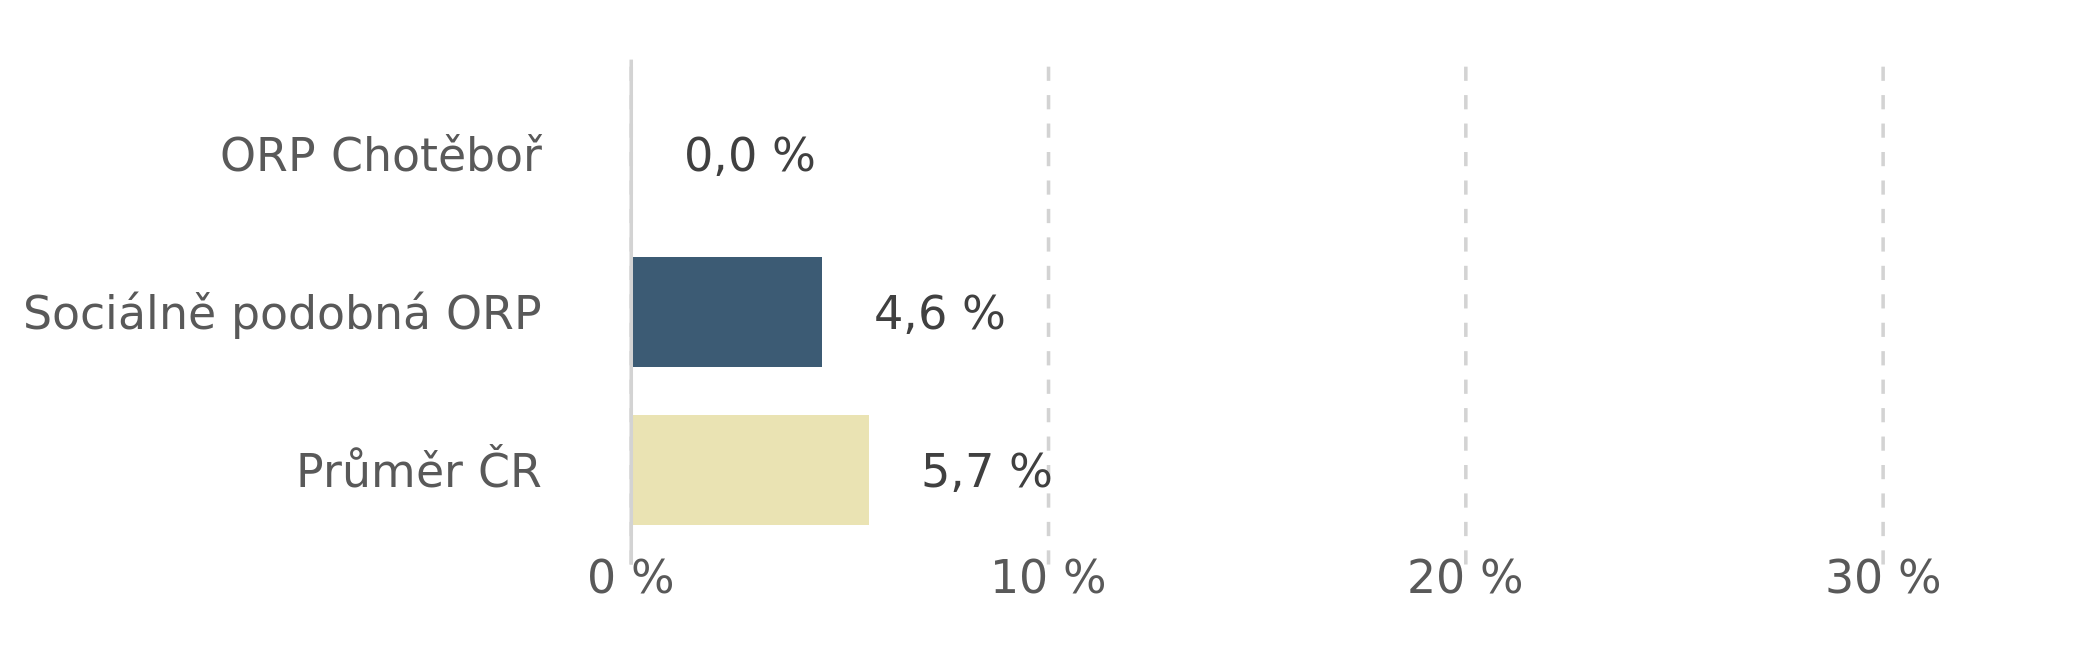 ORP Chotěboř 0,0 %
Sociálně podobná ORP 4,6 %
Průměr ČR 5,7 %
0 % 10 % 20 % 30 %